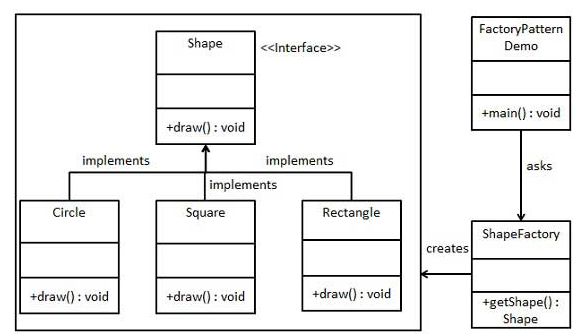 Shape
<<Interface>>
+draw() : void
FactoryPattern
Demo
+main() : void
implements
implements
implements
asks
Circle
+draw() : void
Square
+draw() : void
Rectangle
+draw() : void
creates
ShapeFactory
+getShape() :
Shape